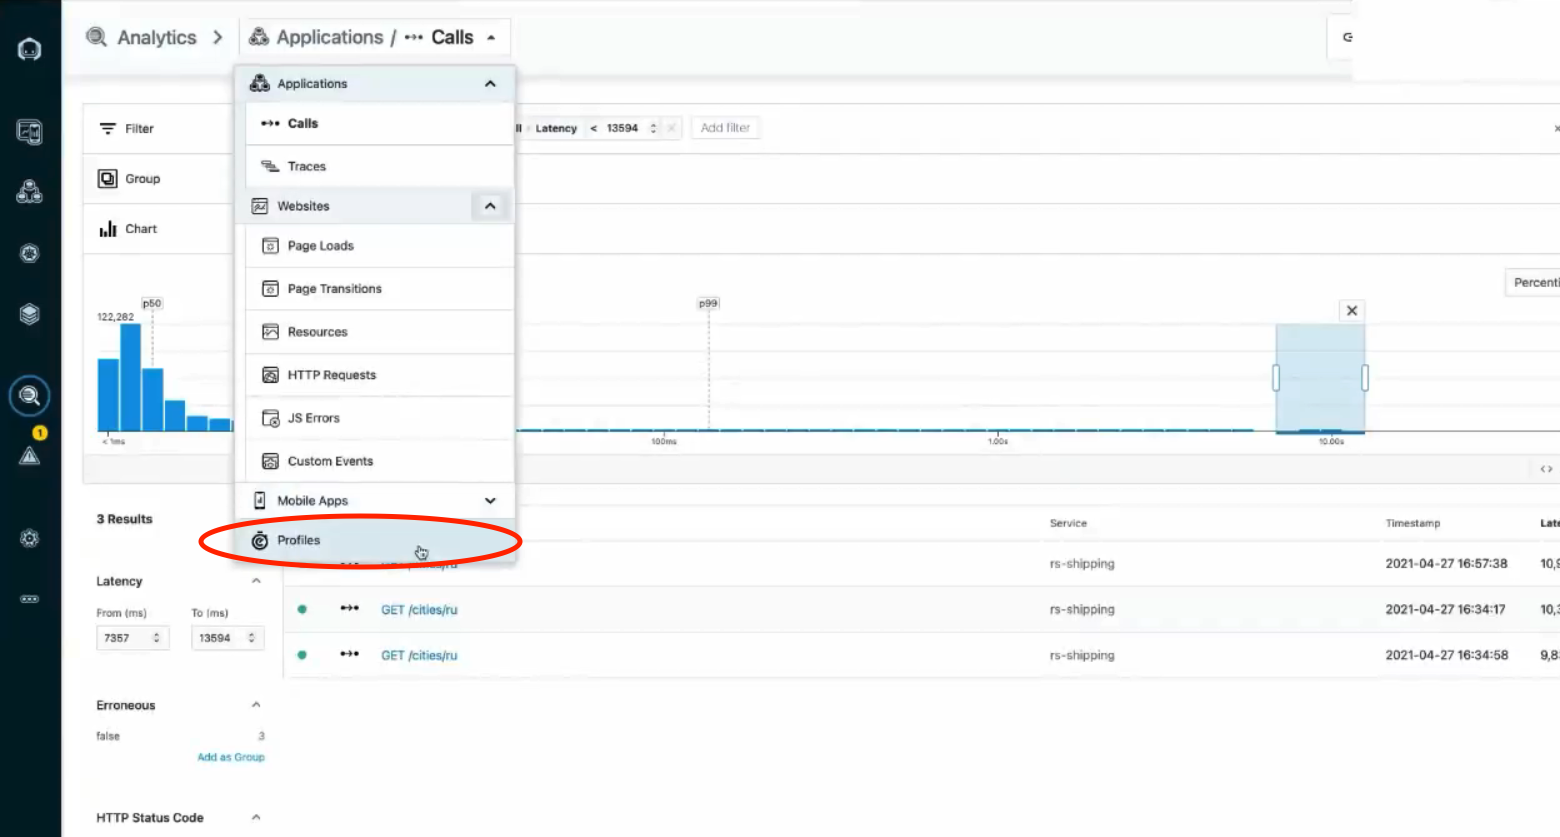 Analytics > Applications / Calls
Applications
Calls
Traces
Websites
Page Loads
Page Transitions
Resources
HTTP Requests
JS Errors
Custom Events
Mobile Apps
Profiles
Filter
Latency < 13594 Add filter
Group
Chart
Percenti
122,282
p50
p99
< 1ms
100ms
1.00s
10.00s
1
3 Results
Service Timestamp Late
rs-shipping 2021-04-27 16:57:38 10,9
GET /cities/ru rs-shipping 2021-04-27 16:34:17 10,3
GET /cities/ru rs-shipping 2021-04-27 16:34:58 9,8
Latency
From (ms) To (ms)
7357 13594
Erroneous
false 3
Add as Group
HTTP Status Code